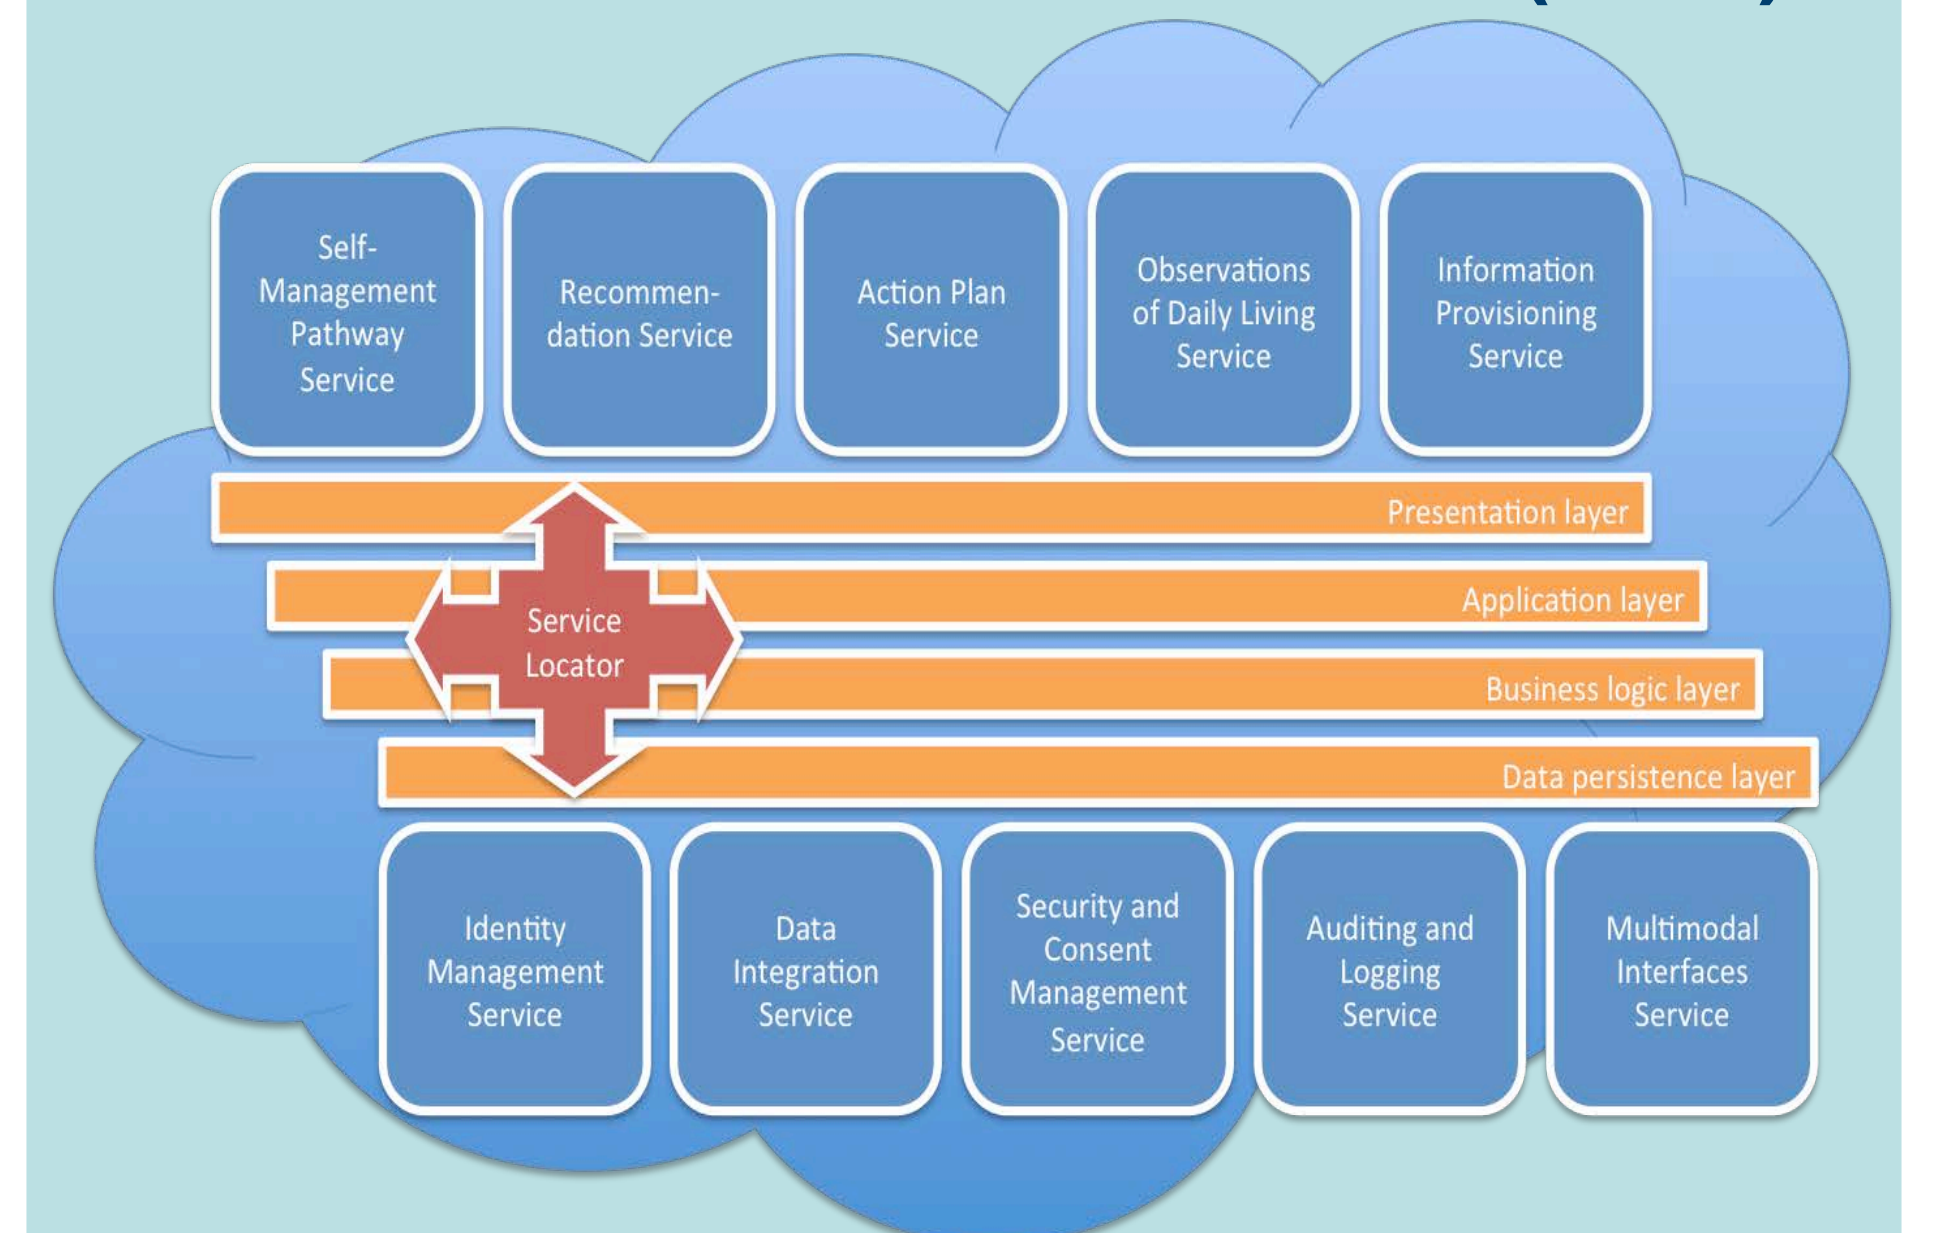 Self-
Management
Pathway
Service
Recommen-
dation Service
Action Plan
Service
Observations
of Daily Living
Service
Information
Provisioning
Service
Presentation layer
Application layer
Service
Locator
Business logic layer
Data persistence layer
Identity
Management
Service
Data
Integration
Service
Security and
Consent
Management
Service
Auditing and
Logging
Service
Multimodal
Interfaces
Service